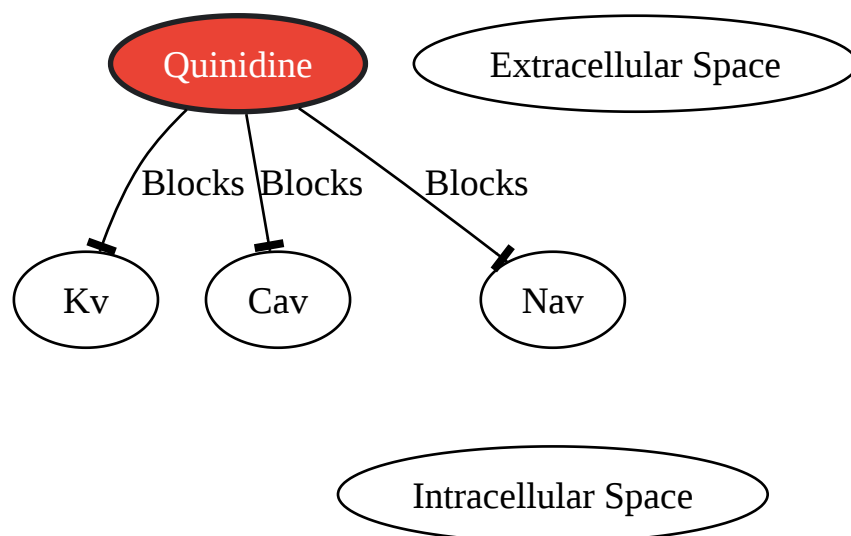 Quinidine
Extracellular Space
Blocks
Blocks
Blocks
Kv
Cav
Nav
Intracellular Space